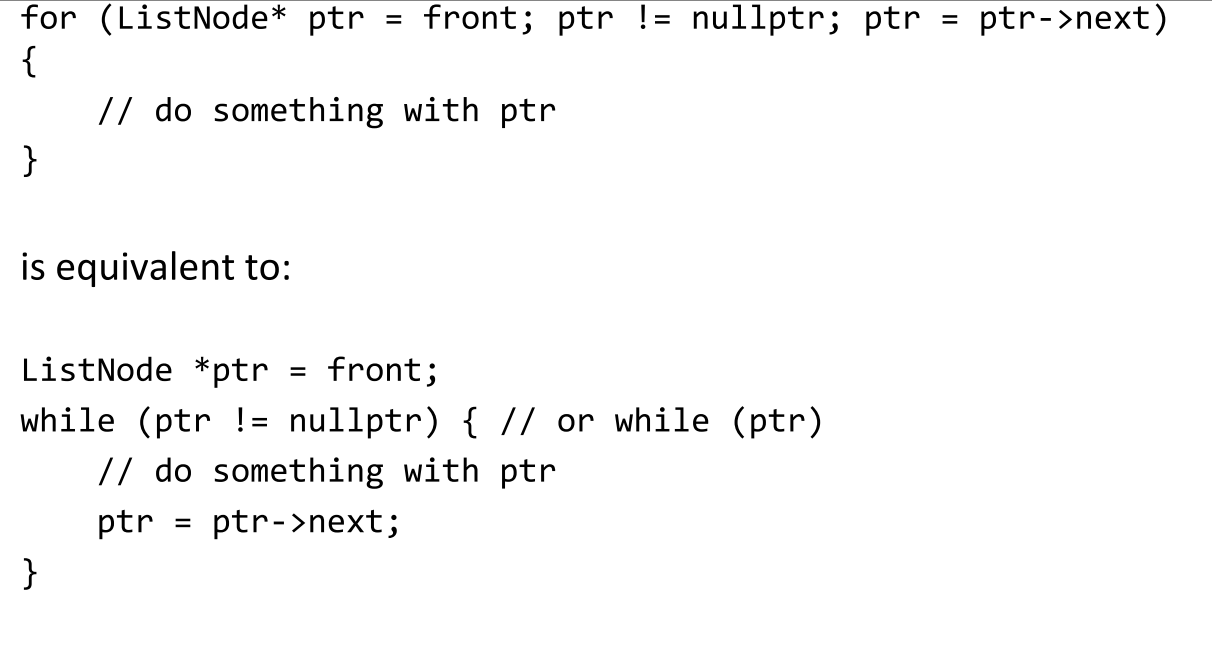 for (ListNode* ptr = front; ptr != nullptr; ptr = ptr->next)
{
    // do something with ptr
}
is equivalent to:
ListNode *ptr = front;
while (ptr != nullptr) { // or while (ptr)
    // do something with ptr
    ptr = ptr->next;
}